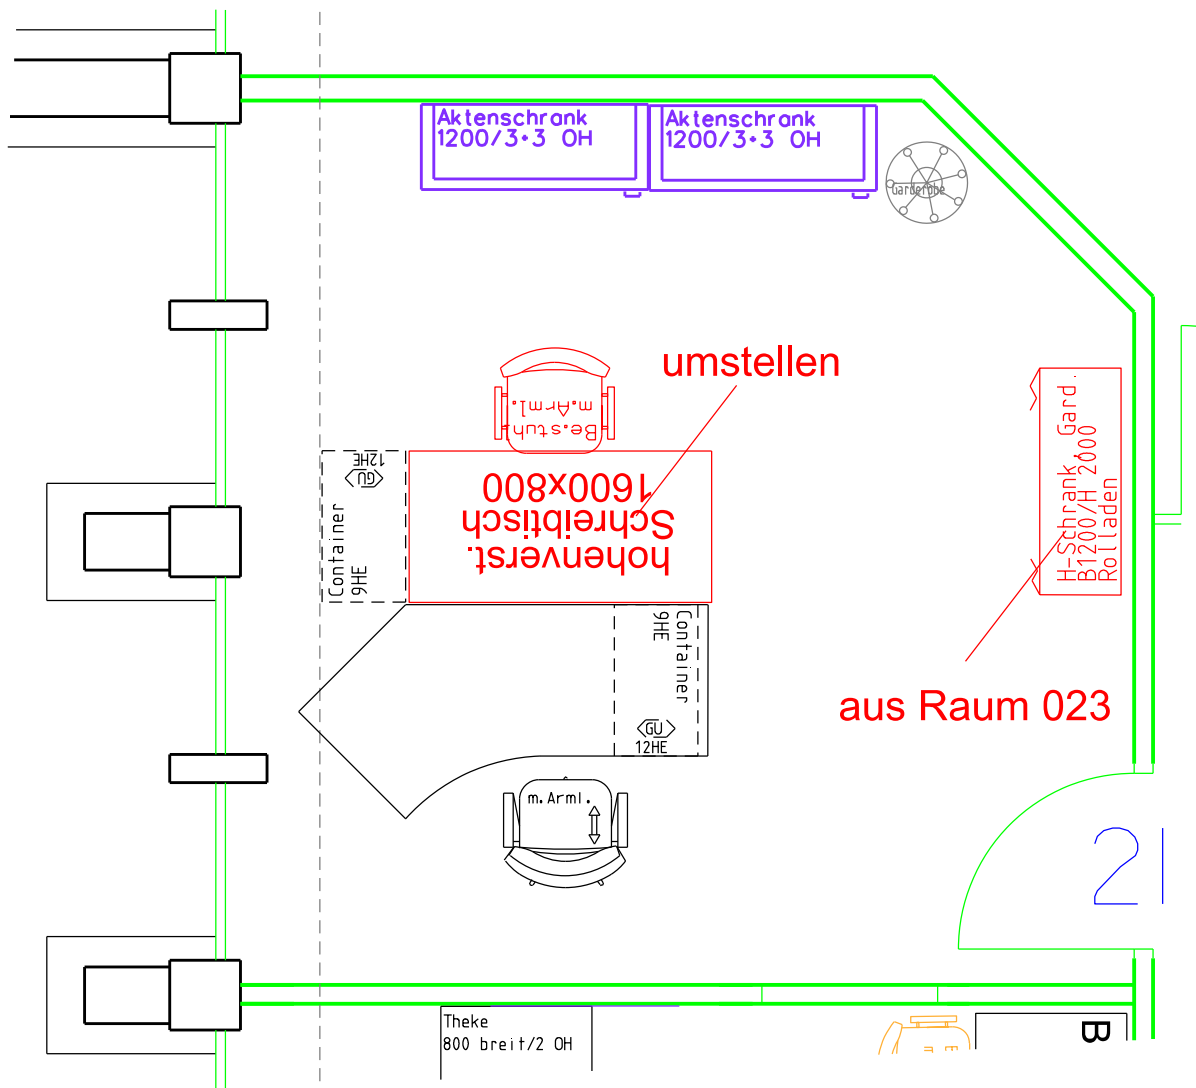 Aktenschrank
1200/3+3 OH
Aktenschrank
1200/3+3 OH
Garderobe
umstellen
Be.stuhl
m.Arml.
12HE
GU
Container
9HE
1600x800
Schreibtisch
hohenverst.
H-Schrank, Gard.
B1200/H 2000
Rollladen
aus Raum 023
Container
9HE
GU
12HE
m.Arml.
21
Theke
800 breit/2 OH
B